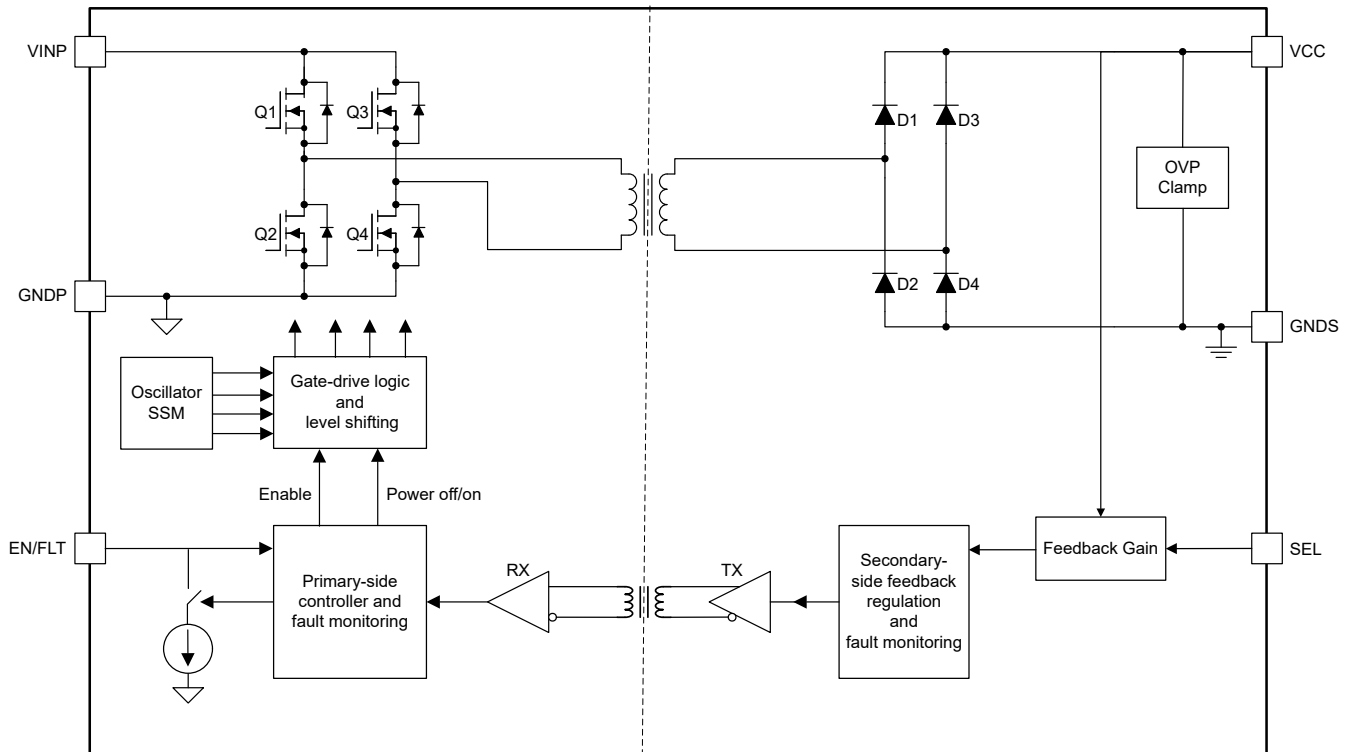 VINP
VCC
Q1
Q3
D1
D3
OVP
Clamp
Q2
Q4
D2
D4
GNDP
GNDS
Oscillator
SSM
Gate-drive logic
and
level shifting
Enable
Power off/on
EN/FLT
Primary-side
controller and
fault monitoring
RX
TX
Secondary-
side feedback
regulation
and
fault monitoring
Feedback Gain
SEL